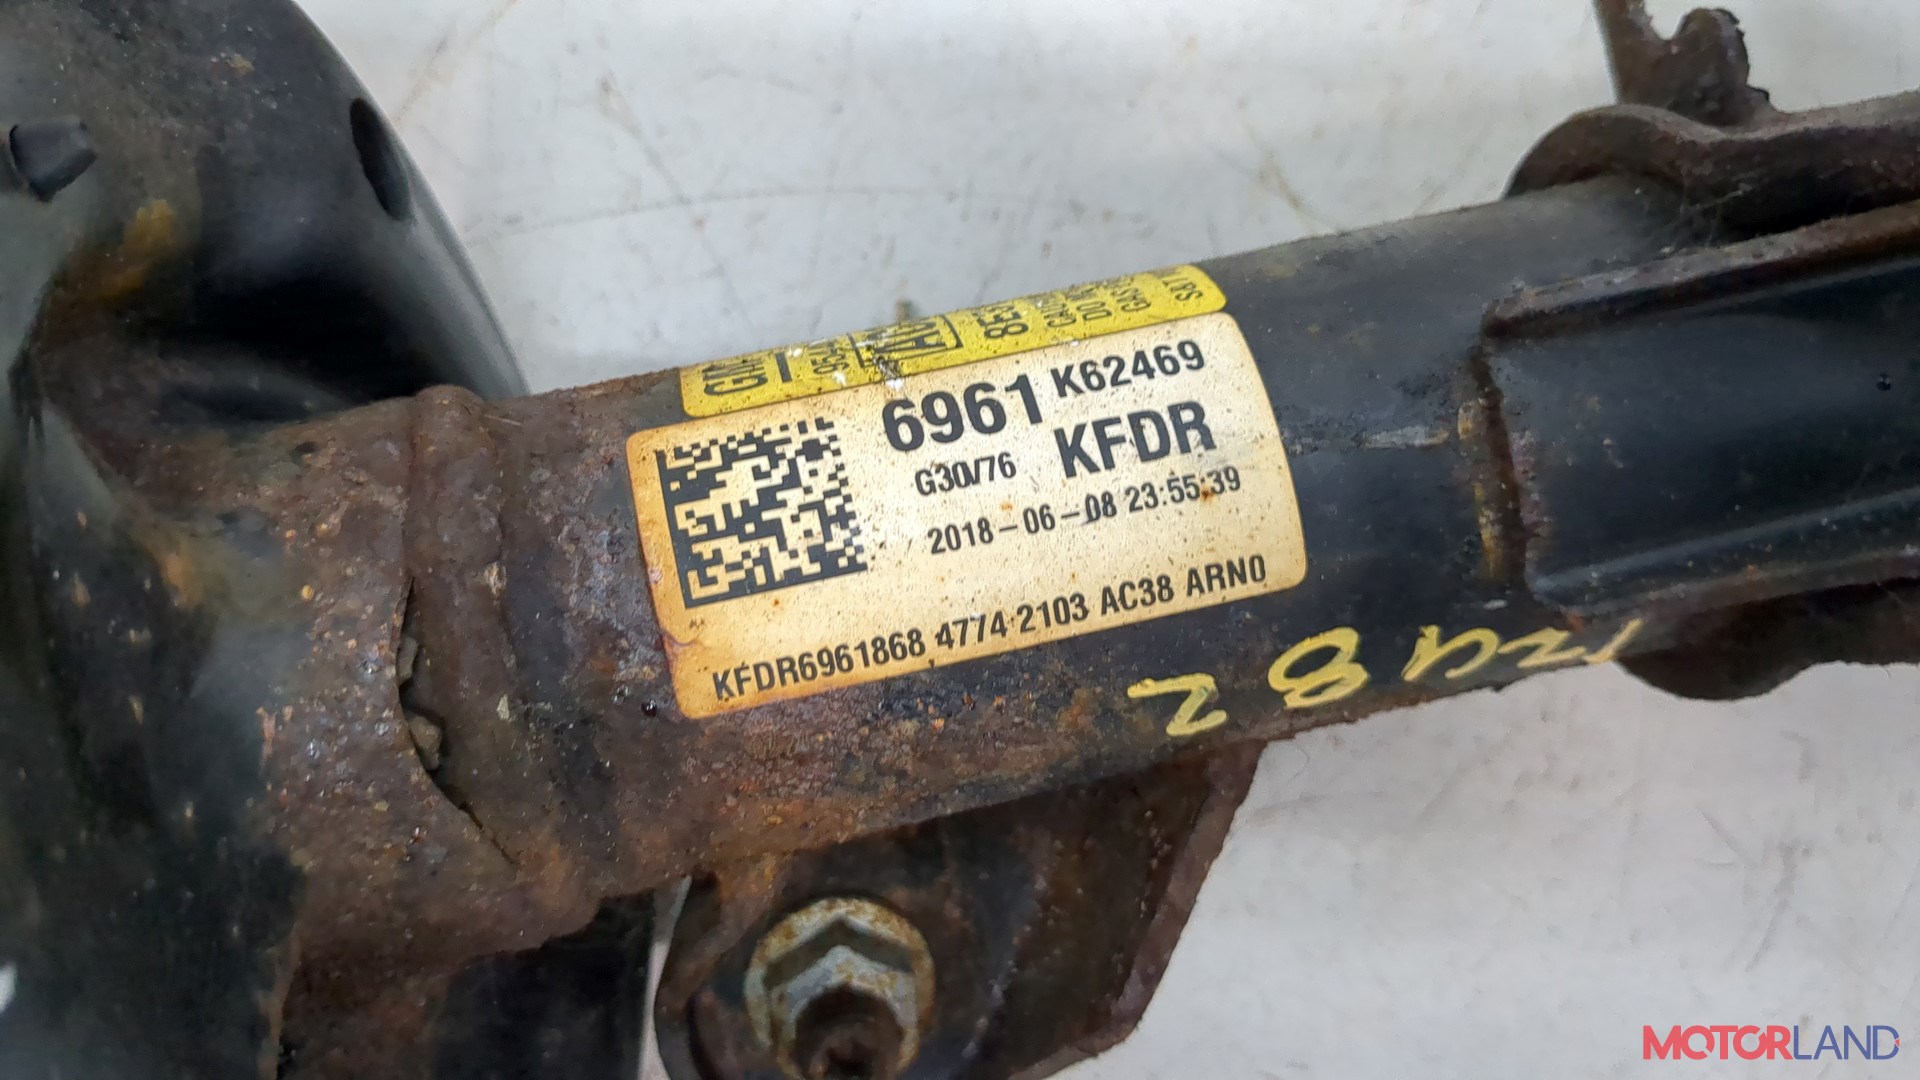 6961 K62469
G30/76 KFDR
2018-06-08 23:55:39
KFDR6961868 4774 2103 AC38 ARN0
MOTORLAND